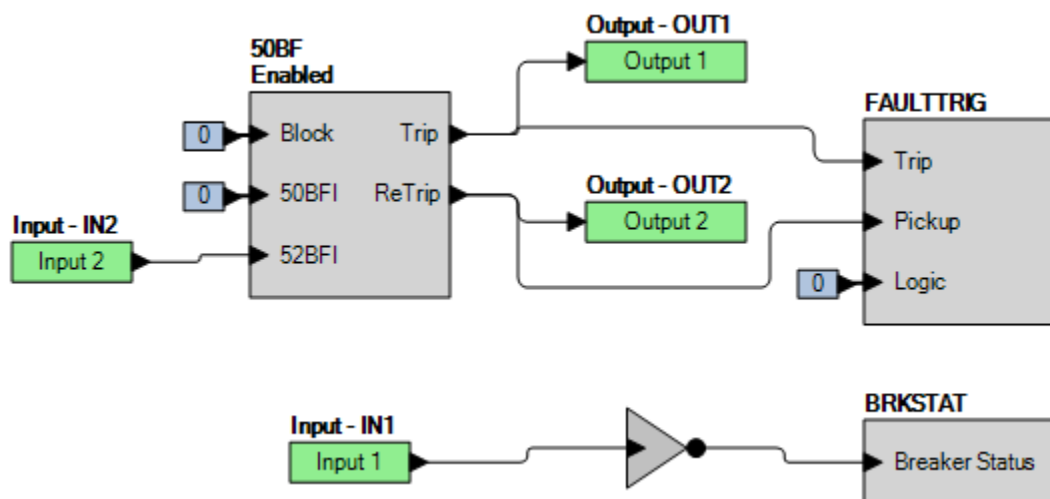 50BF
Enabled
0
Block
Trip
0
50BFI
ReTrip
Input - IN2
Input 2
52BFI
Output - OUT1
Output 1
Output - OUT2
Output 2
FAULTTRIG
Trip
Pickup
0
Logic
Input - IN1
Input 1
BRKSTAT
Breaker Status